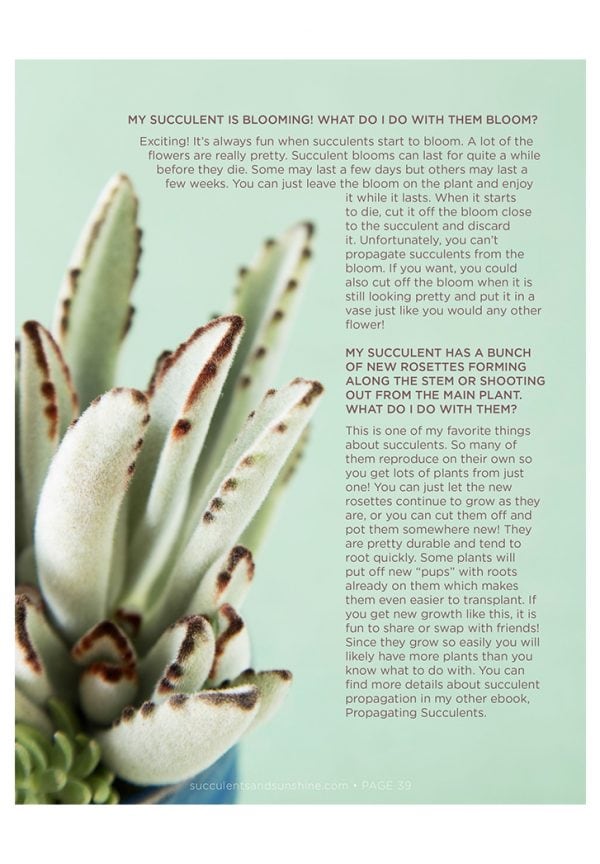 MY SUCCULENT IS BLOOMING! WHAT DO I DO WITH THEM BLOOM?
Exciting! It's always fun when succulents start to bloom. A lot of the
flowers are really pretty. Succulent blooms can last for quite a while
before they die. Some may last a few days but others may last a
few weeks. You can just leave the bloom on the plant and enjoy
it while it lasts. When it starts
to die, cut it off the bloom close
to the succulent and discard
it. Unfortunately, you can't
propagate succulents from the
bloom. If you want, you could
also cut off the bloom when it is
still looking pretty and put it in a
vase just like you would any other
flower!
MY SUCCULENT HAS A BUNCH
OF NEW ROSETTES FORMING
ALONG THE STEM OR SHOOTING
OUT FROM THE MAIN PLANT.
WHAT DO I DO WITH THEM?
This is one of my favorite things
about succulents. So many of
them reproduce on their own so
you get lots of plants from just
one! You can just let the new
rosettes continue to grow as they
are, or you can cut them off and
pot them somewhere new! They
are pretty durable and tend to
root quickly. Some plants will
put off new “pups” with roots
already on them which makes
them even easier to transplant. If
you get new growth like this, it is
fun to share or swap with friends!
Since they grow so easily you will
likely have more plants than you
know what to do with. You can
find more details about succulent
propagation in my other ebook,
Propagating Succulents.
succulentsandsunshine.com • PAGE 39